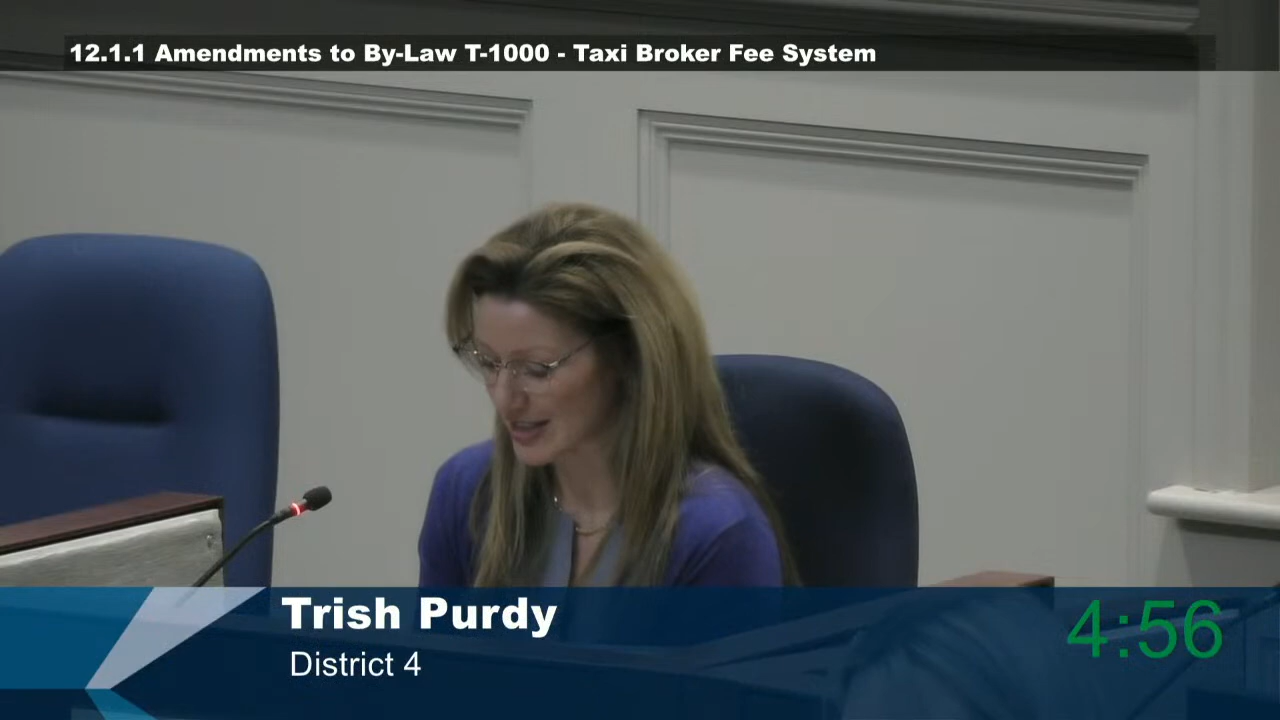 12.1.1 Amendments to By-Law T-1000 - Taxi Broker Fee System
Trish Purdy
District 4
4:56